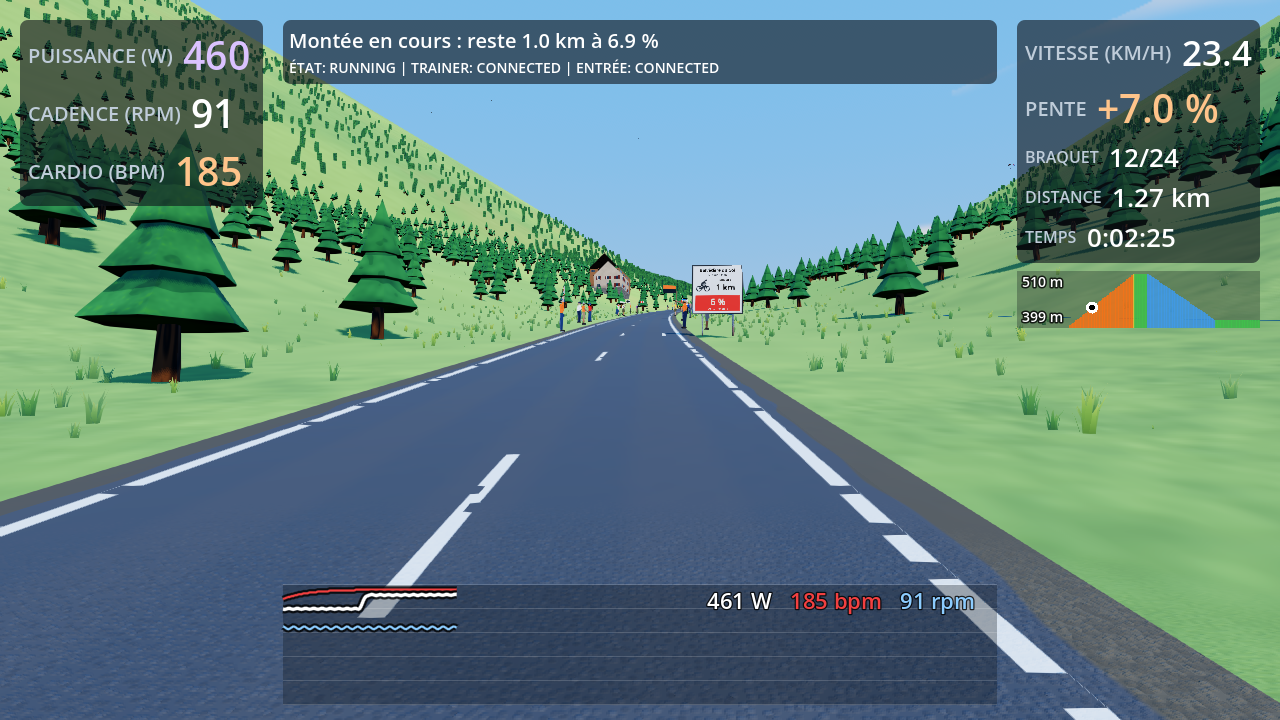 PUISSANCE (W) 460
CADENCE (RPM) 91
CARDIO (BPM) 185
Montée en cours : reste 1.0 km à 6.9 %
ÉTAT: RUNNING | TRAINER: CONNECTED | ENTRÉE: CONNECTED
VITESSE (KM/H) 23.4
PENTE +7.0 %
BRAQUET 12/24
DISTANCE 1.27 km
TEMPS 0:02:25
510 m
399 m
1 km
6 %
461 W 185 bpm 91 rpm